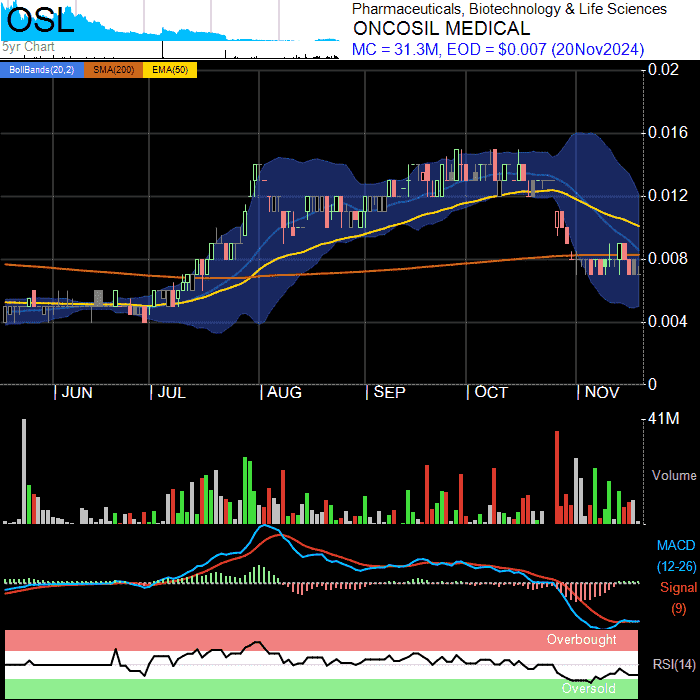 OSL
5yr Chart
Pharmaceuticals, Biotechnology & Life Sciences
ONCOSIL MEDICAL
MC = 31.3M, EOD = $0.007 (20Nov2024)
BollBands(20,2) SMA(200) EMA(50)
0.02
0.016
0.012
0.008
0.004
0
JUN JUL AUG SEP OCT NOV
41M
Volume
MACD
(12-26)
Signal
(9)
Overbought
RSI(14)
Oversold